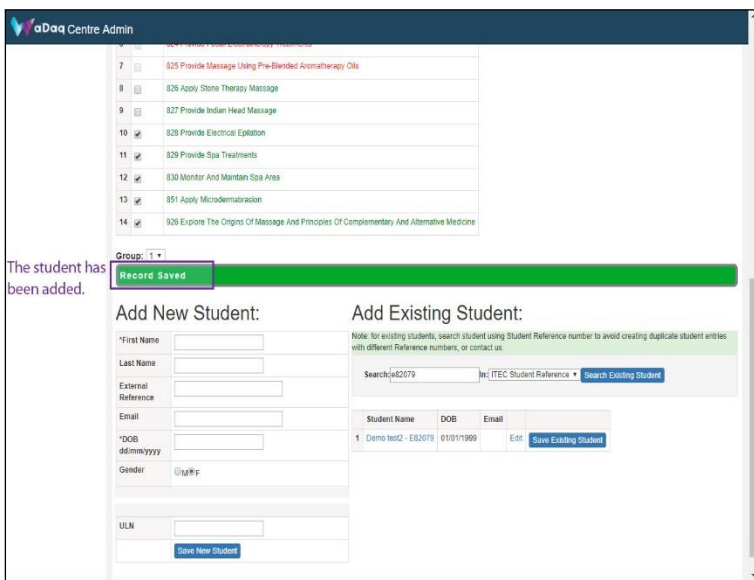 WaDaq Centre Admin
7 825 Provide Massage Using Pre-Blended Aromatherapy Oils
8 826 Apply Stone Therapy Massage
9 827 Provide Indian Head Massage
10 828 Provide Electrical Epilation
11 829 Provide Spa Treatments
12 830 Monitor And Maintain Spa Area
13 851 Apply Microdermabrasion
14 926 Explore The Origins Of Massage And Principles Of Complementary And Alternative Medicine
Group: 1
The student has
been added.
Record Saved
Add New Student:
*First Name
Last Name
External
Reference
Email
*DOB
dd/mm/yyyy
Gender M F
ULN
Save New Student
Add Existing Student:
Note: for existing students, search student using Student Reference number to avoid creating duplicate student entries
with different Reference numbers, or contact us.
Search: e82079 In: ITEC Student Reference Search Existing Student
Student Name DOB Email
1 Demo test2 - E82079 01/01/1999 Edit Save Existing Student